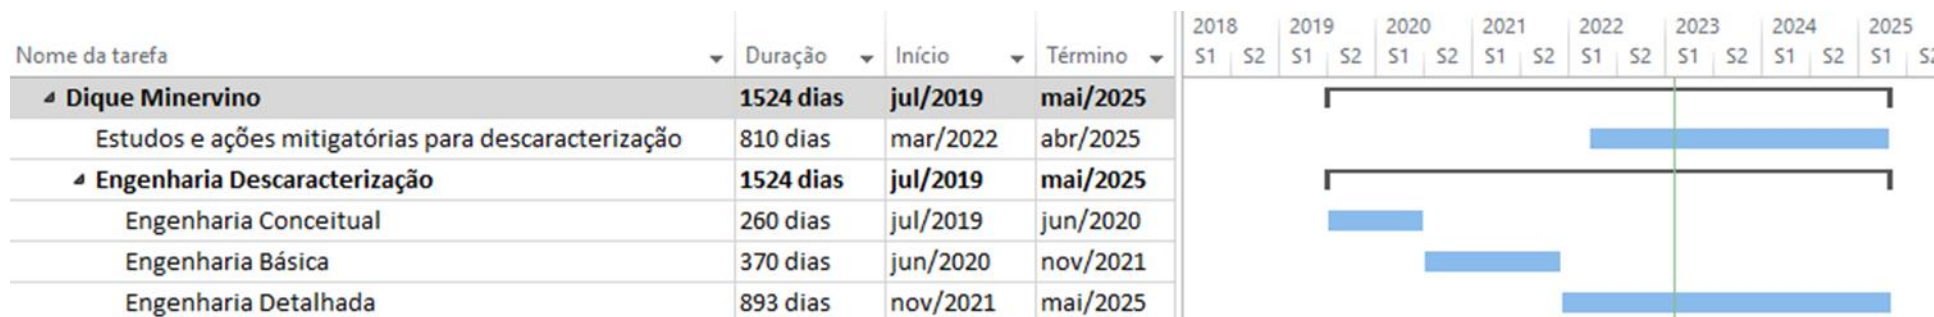 2018 2019 2020 2021 2022 2023 2024 2025
Nome da tarefa Duração Início Término S1 S2 S1 S2 S1 S2 S1 S2 S1 S2 S1 S2 S1 S2 S1
Dique Minervino 1524 dias jul/2019 mai/2025
Estudos e ações mitigatórias para descaracterização 810 dias mar/2022 abr/2025
Engenharia Descaracterização 1524 dias jul/2019 mai/2025
Engenharia Conceitual 260 dias jul/2019 jun/2020
Engenharia Básica 370 dias jun/2020 nov/2021
Engenharia Detalhada 893 dias nov/2021 mai/2025